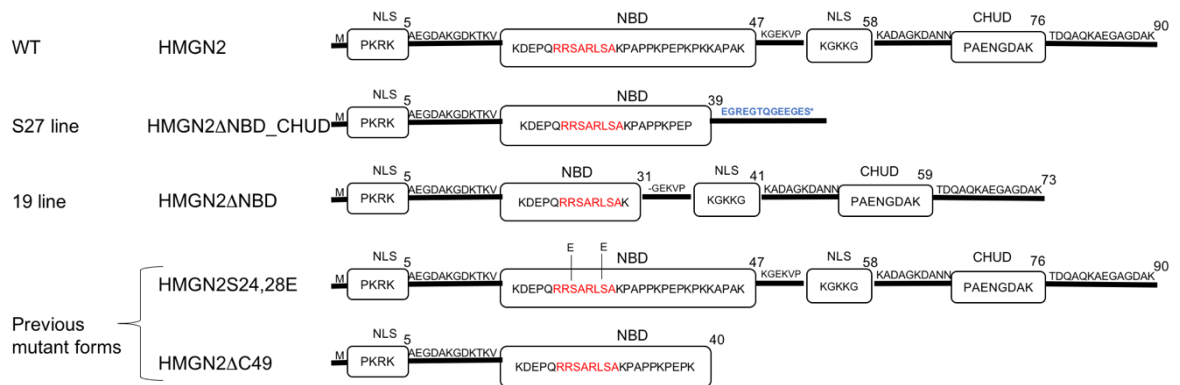 NLS NBD NLS CHUD
5 47 58 76 90
WT HMGN2 M PKRK AEGDAKGDKTKV KDEPQRRSARLSAKPAPPKPEPKPKKAPAK KGEKVP KGKKG KADAGKDANN PAENGDAK TDQAQKAEGAGDAK
NLS NBD
5 39
S27 line HMGN2ΔNBD_CHUD M PKRK AEGDAKGDKTKV KDEPQRRSARLSAKPAPPKPEP EGREGTQGEEGES*
NLS NBD NLS CHUD
5 31 41 59 73
19 line HMGN2ΔNBD M PKRK AEGDAKGDKTKV KDEPQRRSARLSAK -GEKVP KGKKG KADAGKDANN PAENGDAK TDQAQKAEGAGDAK
E E
NLS NBD NLS CHUD
5 47 58 76 90
HMGN2S24,28E M PKRK AEGDAKGDKTKV KDEPQRRSARLSAKPAPPKPEPKPKKAPAK KGEKVP KGKKG KADAGKDANN PAENGDAK TDQAQKAEGAGDAK
Previous
mutant forms
NLS NBD
5 40
HMGN2ΔC49 M PKRK AEGDAKGDKTKV KDEPQRRSARLSAKPAPPKPEPK